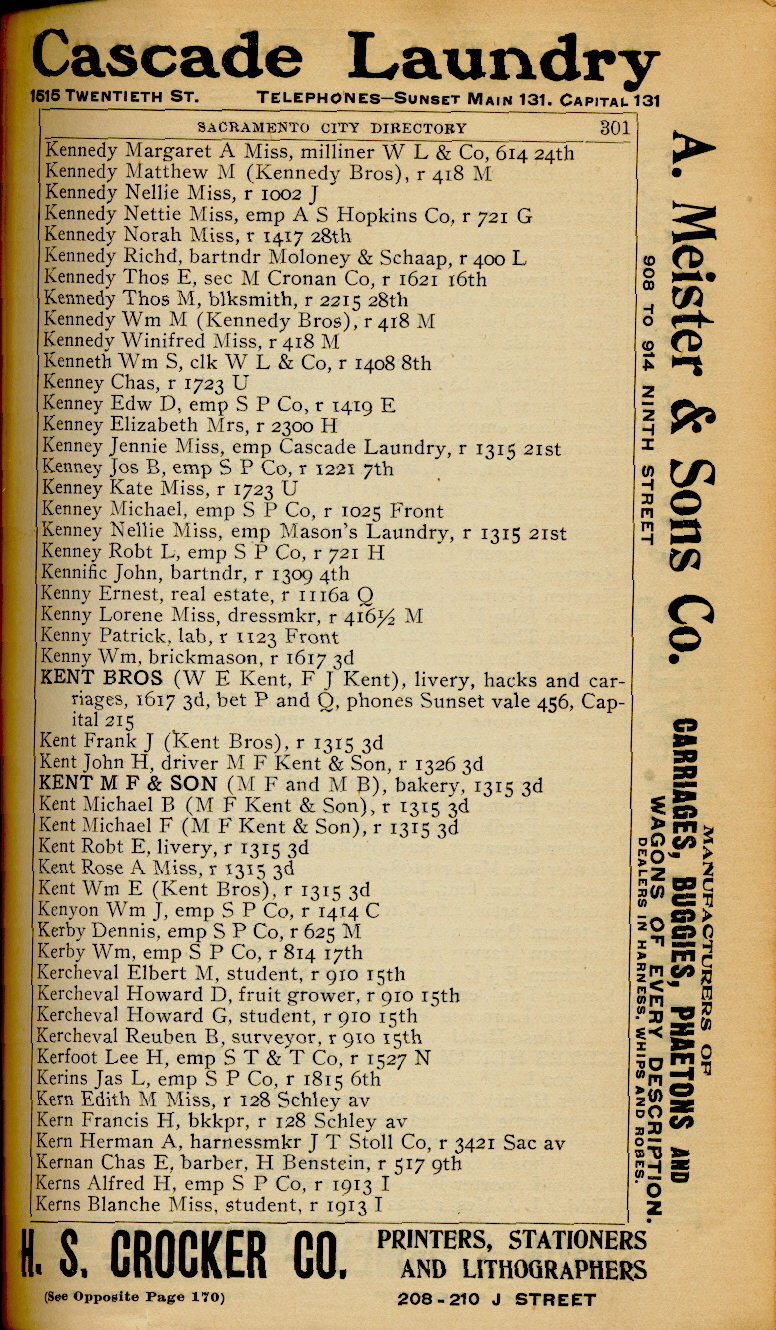 Cascade Laundry
1515 TWENTIETH ST. TELEPHONES—SUNSET MAIN 131. CAPITAL 131
SACRAMENTO CITY DIRECTORY 301
Kennedy Margaret A Miss, milliner W L & Co, 614 24th
Kennedy Matthew M (Kennedy Bros), r 418 M
Kennedy Nellie Miss, r 1002 J
Kennedy Nettie Miss, emp A S Hopkins Co, r 721 G
Kennedy Norah Miss, r 1417 28th
Kennedy Richd, bartndr Moloney & Schaap, r 400 L
Kennedy Thos E, sec M Cronan Co, r 1621 16th
Kennedy Thos M, blksmith, r 2215 28th
Kennedy Wm M (Kennedy Bros), r 418 M
Kennedy Winifred Miss, r 418 M
Kenneth Wm S, clk W L & Co, r 1408 8th
Kenney Chas, r 1723 U
Kenney Edw D, emp S P Co, r 1419 E
Kenney Elizabeth Mrs, r 2300 H
Kenney Jennie Miss, emp Cascade Laundry, r 1315 21st
Kenney Jos B, emp S P Co, r 1221 7th
Kenney Kate Miss, r 1723 U
Kenney Michael, emp S P Co, r 1025 Front
Kenney Nellie Miss, emp Mason's Laundry, r 1315 21st
Kenney Robt L, emp S P Co, r 721 H
Kennific John, bartndr, r 1309 4th
Kenny Ernest, real estate, r 1116a Q
Kenny Lorene Miss, dressmkr, r 416½ M
Kenny Patrick, lab, r 1123 Front
Kenny Wm, brickmason, r 1617 3d
KENT BROS (W E Kent, F J Kent), livery, hacks and car-
riages, 1617 3d, bet P and Q, phones Sunset vale 456, Cap-
ital 215
Kent Frank J (Kent Bros), r 1315 3d
Kent John H, driver M F Kent & Son, r 1326 3d
KENT M F & SON (M F and M B), bakery, 1315 3d
Kent Michael B (M F Kent & Son), r 1315 3d
Kent Michael F (M F Kent & Son), r 1315 3d
Kent Robt E, livery, r 1315 3d
Kent Rose A Miss, r 1315 3d
Kent Wm E (Kent Bros), r 1315 3d
Kenyon Wm J, emp S P Co, r 1414 C
Kerby Dennis, emp S P Co, r 625 M
Kerby Wm, emp S P Co, r 814 17th
Kercheval Elbert M, student, r 910 15th
Kercheval Howard D, fruit grower, r 910 15th
Kercheval Howard G, student, r 910 15th
Kercheval Reuben B, surveyor, r 910 15th
Kerfoot Lee H, emp S T & T Co, r 1527 N
Kerins Jas L, emp S P Co, r 1815 6th
Kern Edith M Miss, r 128 Schley av
Kern Francis H, bkkpr, r 128 Schley av
Kern Herman A, harnessmkr J T Stoll Co, r 3421 Sac av
Kernan Chas E, barber, H Benstein, r 517 9th
Kerns Alfred H, emp S P Co, r 1913 I
Kerns Blanche Miss, student, r 1913 I
A. Meister & Sons Co.
908 TO 914 NINTH STREET
MANUFACTURERS OF
CARRIAGES, BUGGIES, PHAETONS AND
WAGONS OF EVERY DESCRIPTION.
DEALERS IN HARNESS, WHIPS AND ROBES.
H. S. CROCKER CO.
(See Opposite Page 170)
PRINTERS, STATIONERS
AND LITHOGRAPHERS
208-210 J STREET